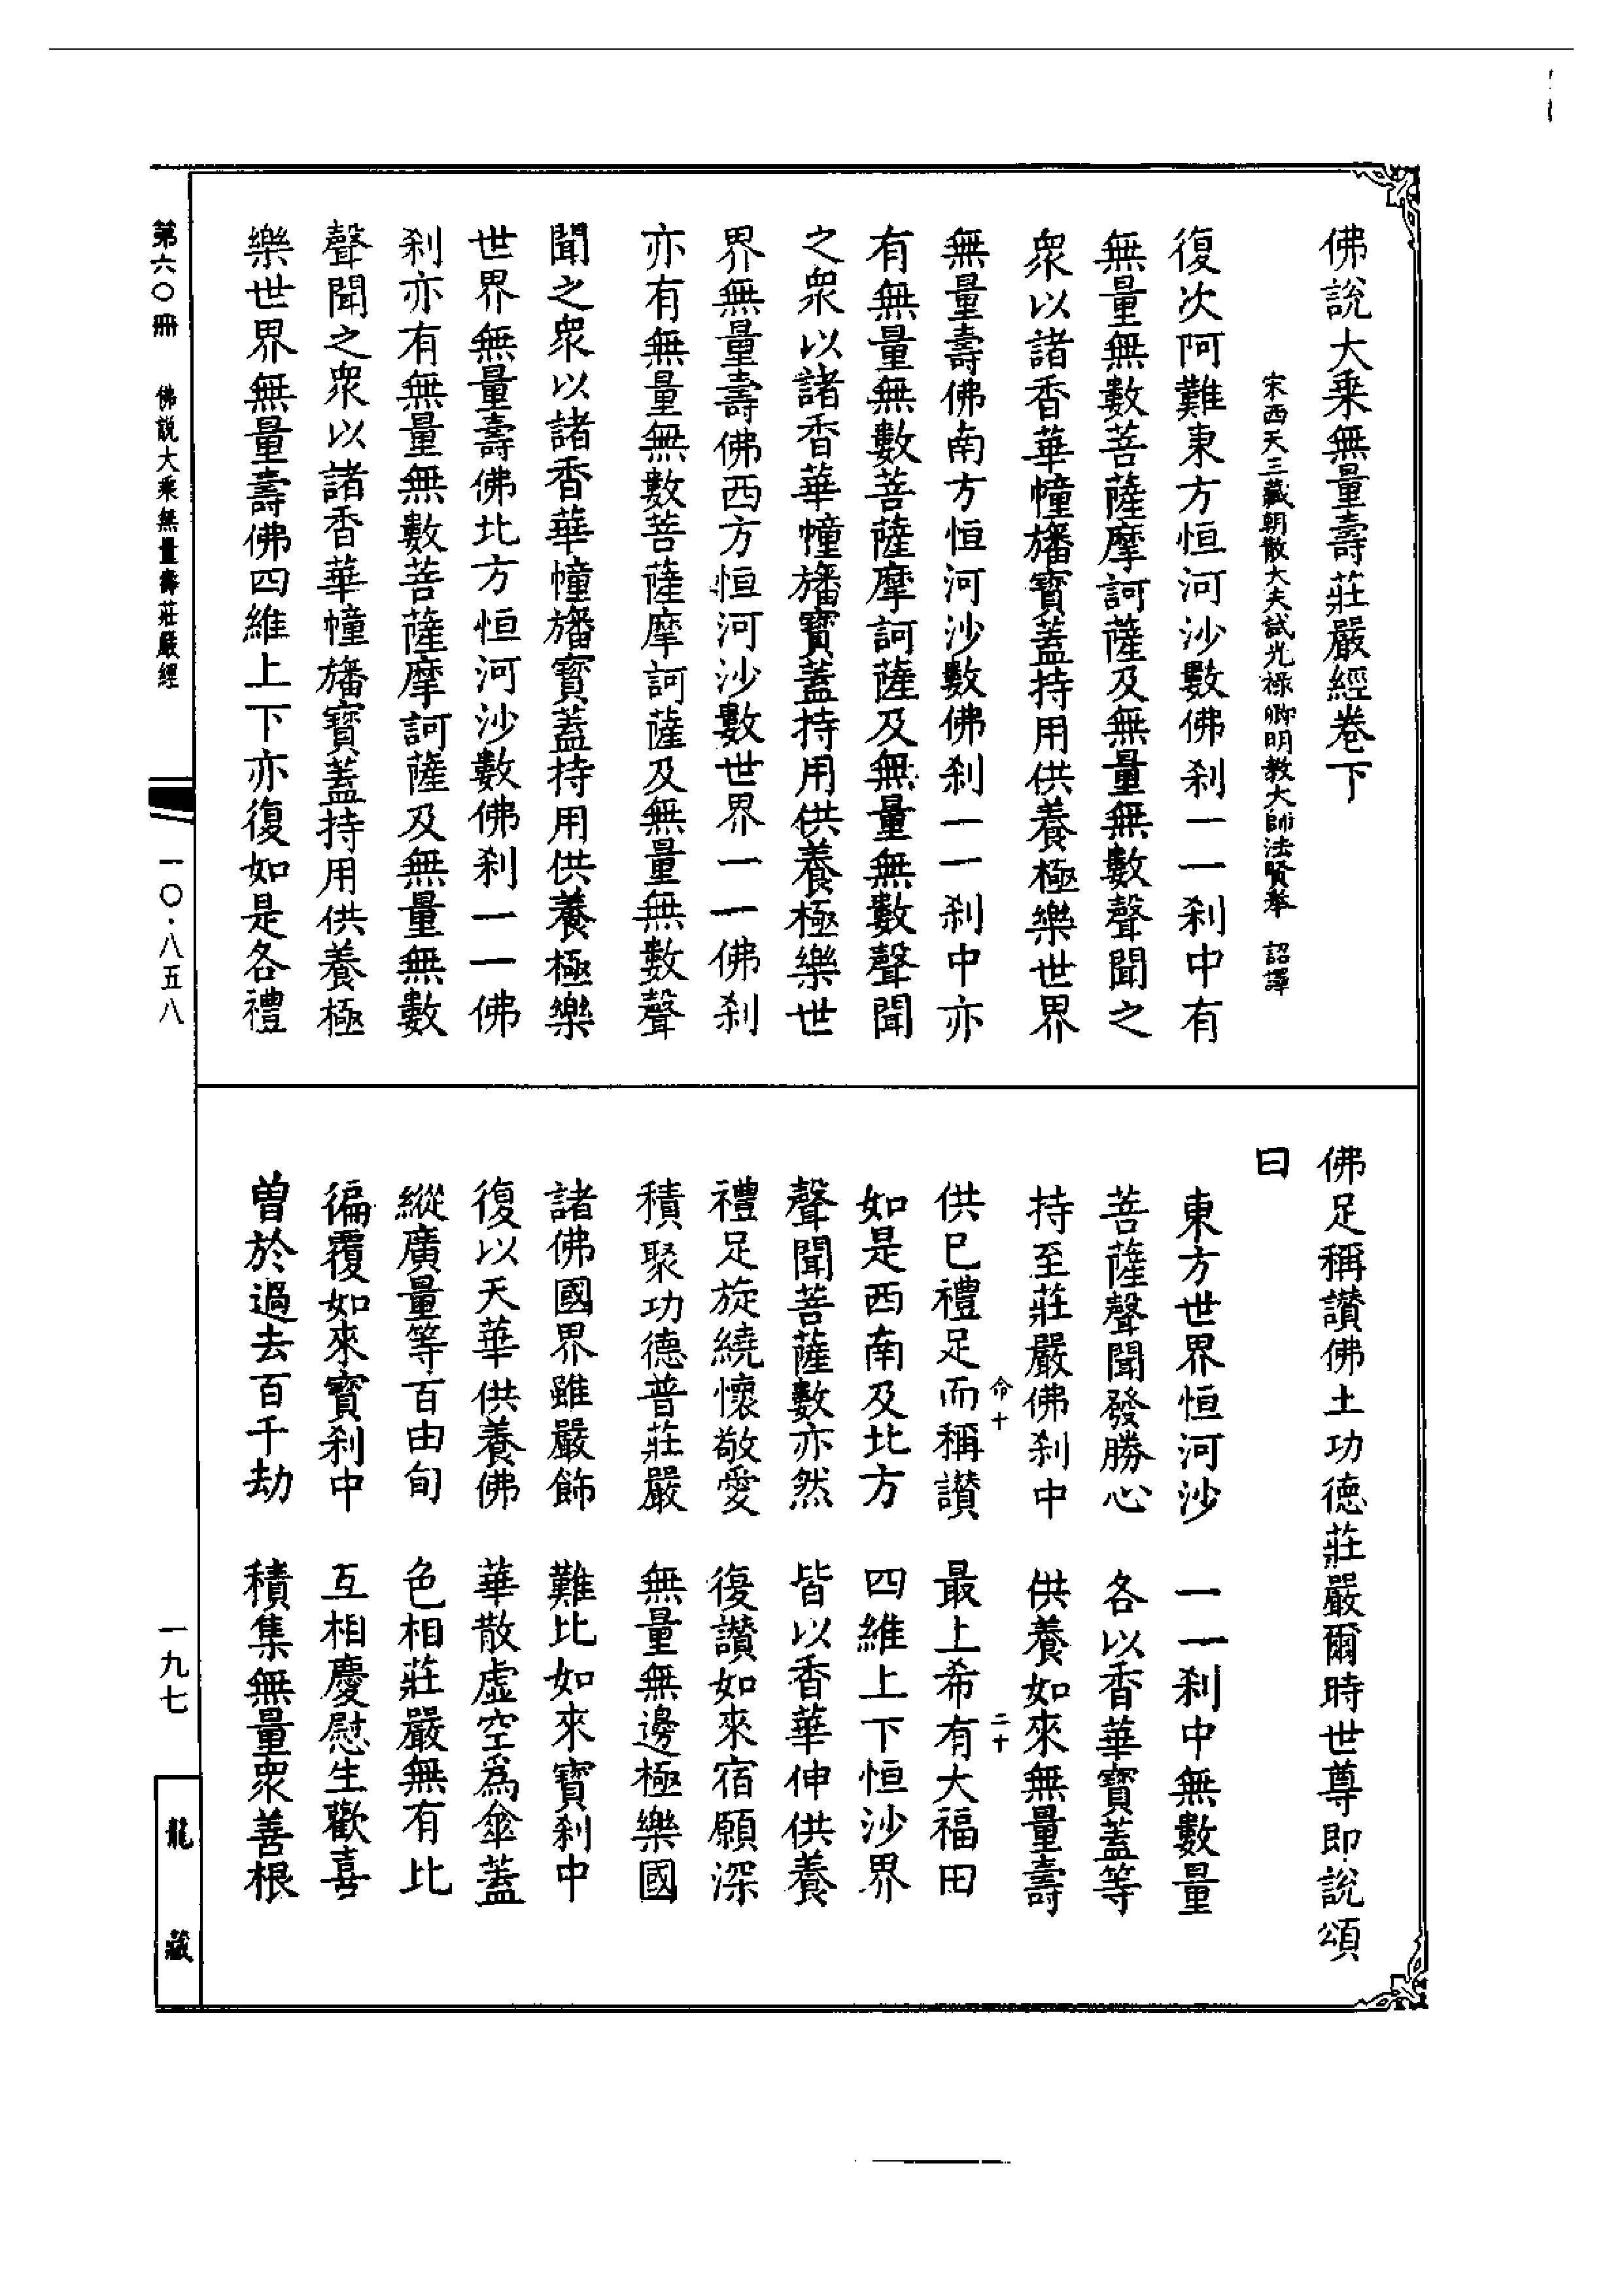 佛說大乘無量壽莊嚴經卷下
宋西天三藏朝散大夫試光祿卿明教大師法賢奉　詔譯
復次阿難東方恒河沙數佛刹一一刹中有
無量無數菩薩摩訶薩及無量無數聲聞之
眾以諸香華幢旛寶蓋持用供養極樂世界
無量壽佛南方恒河沙數佛刹一一刹中亦
有無量無數菩薩摩訶薩及無量無數聲聞
之眾以諸香華幢旛寶蓋持用供養極樂世
界無量壽佛西方恒河沙數世界一一佛刹
亦有無量無數菩薩摩訶薩及無量無數聲
聞之眾以諸香華幢旛寶蓋持用供養極樂
世界無量壽佛北方恒河沙數佛刹一一佛
刹亦有無量無數菩薩摩訶薩及無量無數
聲聞之眾以諸香華幢旛寶蓋持用供養極
樂世界無量壽佛四維上下亦復如是各禮
佛足稱讃佛土功德莊嚴爾時世尊即說頌
曰
東方世界恒河沙　一一刹中無數量
菩薩聲聞發勝心　各以香華寶蓋等
持至莊嚴佛刹中　供養如來無量壽
命十　二十
供已禮足而稱讃　最上希有大福田
如是西南及北方　四維上下恒沙界
聲聞菩薩數亦然　皆以香華伸供養
禮足旋繞懷敬愛　復讃如來宿願深
積聚功德普莊嚴　無量無邊極樂國
諸佛國界雖嚴飾　難比如來寶刹中
復以天華供養佛　華散虛空為傘蓋
縱廣量等百由旬　色相莊嚴無有比
徧覆如來寶刹中　互相慶慰生歡喜
曾於過去百千劫　積集無量眾善根
第六〇冊　佛說大乘無量壽莊嚴經　一〇·八五八　一九七
龍藏